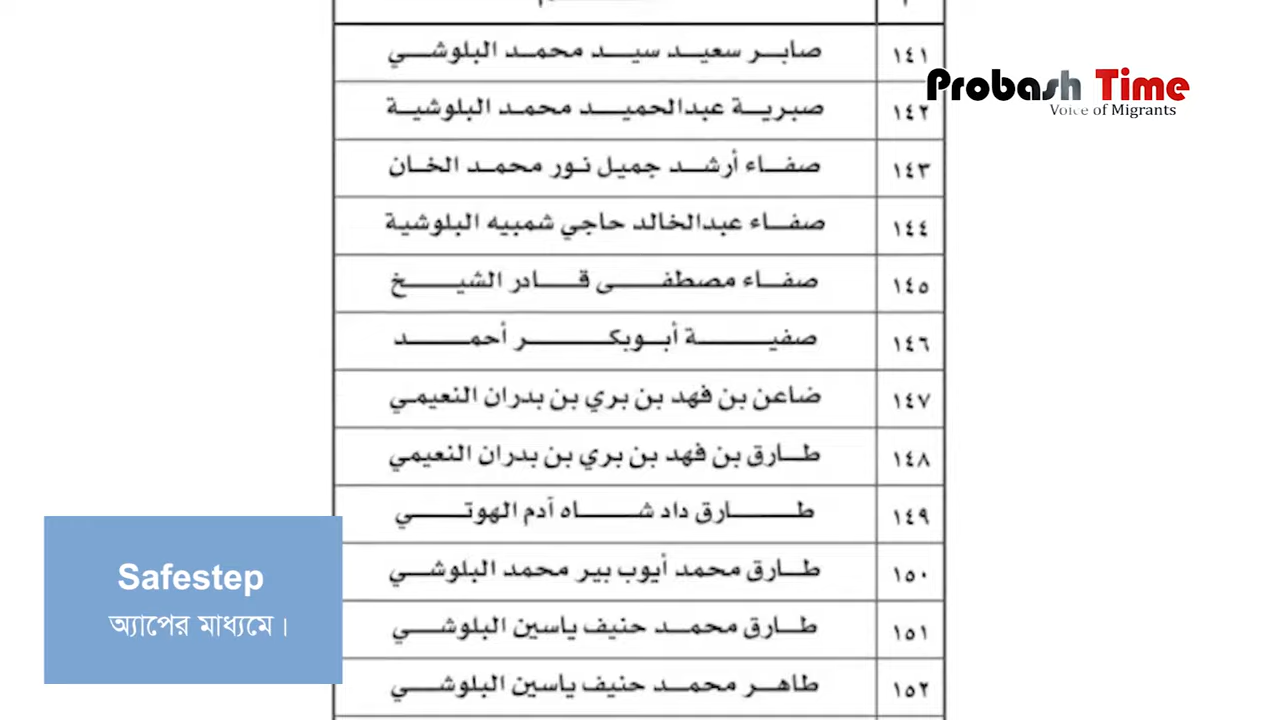 ١٤١ صابر سعيد سيد محمد البلوشي
١٤٢ صبرية عبدالحميد محمد البلوشية
١٤٣ صفاء أرشد جميل نور محمد الخان
١٤٤ صفاء عبدالخالد حاجي شمبيه البلوشية
١٤٥ صفاء مصطفى قادر الشيخ
١٤٦ صفية أبوبكر أحمد
١٤٧ ضاعن بن فهد بن بري بن بدران النعيمي
١٤٨ طارق بن فهد بن بري بن بدران النعيمي
١٤٩ طارق داد شاه آدم الهوتي
١٥٠ طارق محمد أيوب بير محمد البلوشي
١٥١ طارق محمد حنيف ياسين البلوشي
١٥٢ طاهر محمد حنيف ياسين البلوشي
Probash Time
Voice of Migrants
Safestep
অ্যাপের মাধ্যমে।